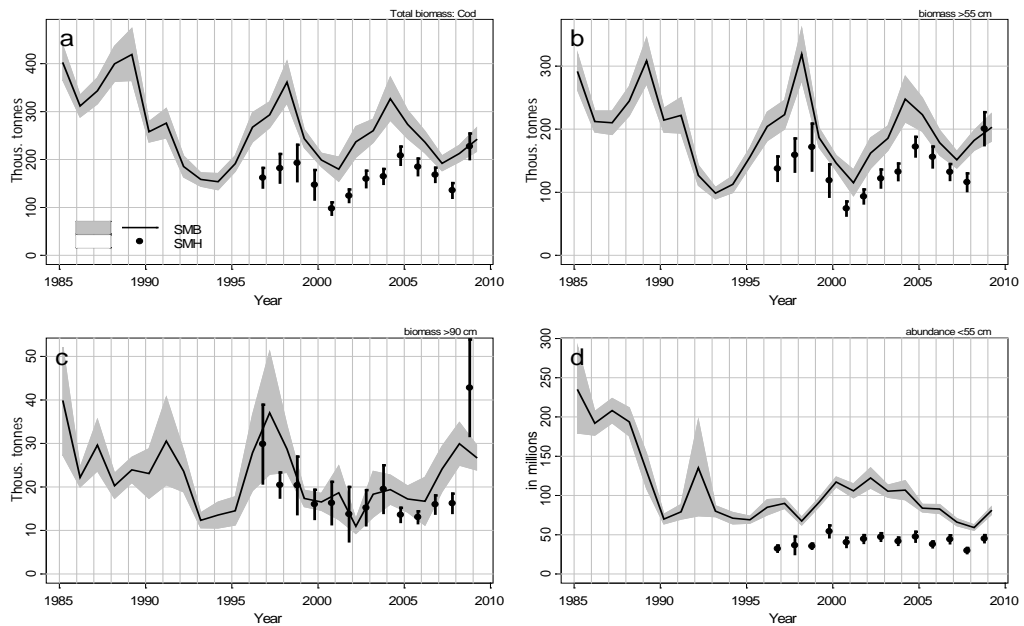 Total biomass: Cod
a
Thous. tonnes
0 100 200 300 400
SMB
SMH
1985 1990 1995 2000 2005 2010
Year
biomass >55 cm
b
Thous. tonnes
0 100 200 300
1985 1990 1995 2000 2005 2010
Year
biomass >90 cm
c
Thous. tonnes
0 10 20 30 40 50
1985 1990 1995 2000 2005 2010
Year
abundance <55 cm
d
in millions
0 50 100 150 200 250 300
1985 1990 1995 2000 2005 2010
Year